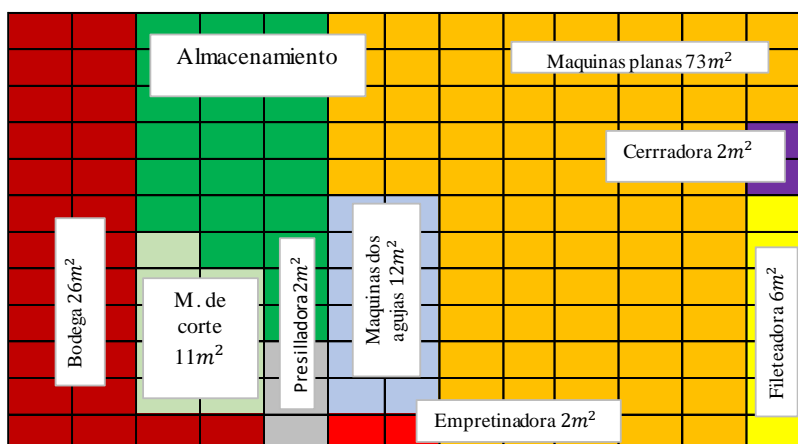 Almacenamiento
Maquinas planas 73m²
Cerrradora 2m²
Bodega 26m²
M. de
corte
11m²
Presilladora 2m²
Maquinas dos
agujas 12m²
Fileteadora 6m²
Empretinadora 2m²